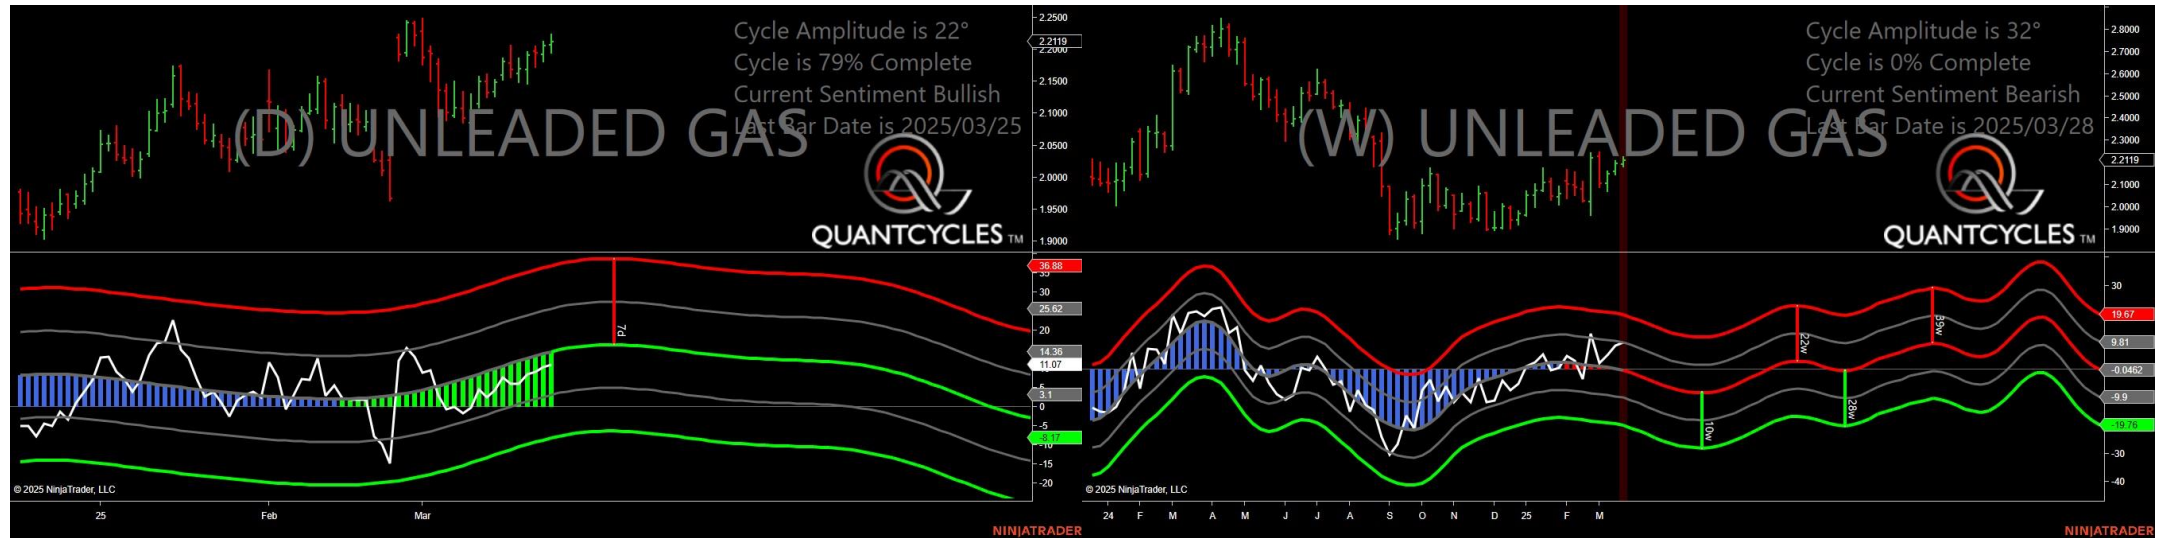 Cycle Amplitude is 22°
Cycle is 79% Complete
Current Sentiment Bullish
Last Bar Date is 2025/03/25
(D) UNLEADED GAS
QUANTCYCLES TM
2.2500
2.2119
2.2000
2.1500
2.1000
2.0500
2.0000
1.9500
1.9000
36.88
35
30
25.62
20
14.36
11.07
5
3.1
0
-5
-8.17
-10
-15
-20
7d
© 2025 NinjaTrader, LLC
25 Feb Mar
NINJATRADER
Cycle Amplitude is 32°
Cycle is 0% Complete
Current Sentiment Bearish
Last Bar Date is 2025/03/28
(W) UNLEADED GAS
QUANTCYCLES TM
2.8000
2.7000
2.6000
2.5000
2.4000
2.3000
2.2119
2.1000
2.0000
1.9000
30
19.67
9.81
-0.0462
-9.9
-19.76
-30
-40
10w
22w
28w
39w
© 2025 NinjaTrader, LLC
24 F M A M J J A S O N D 25 F M
NINJATRADER